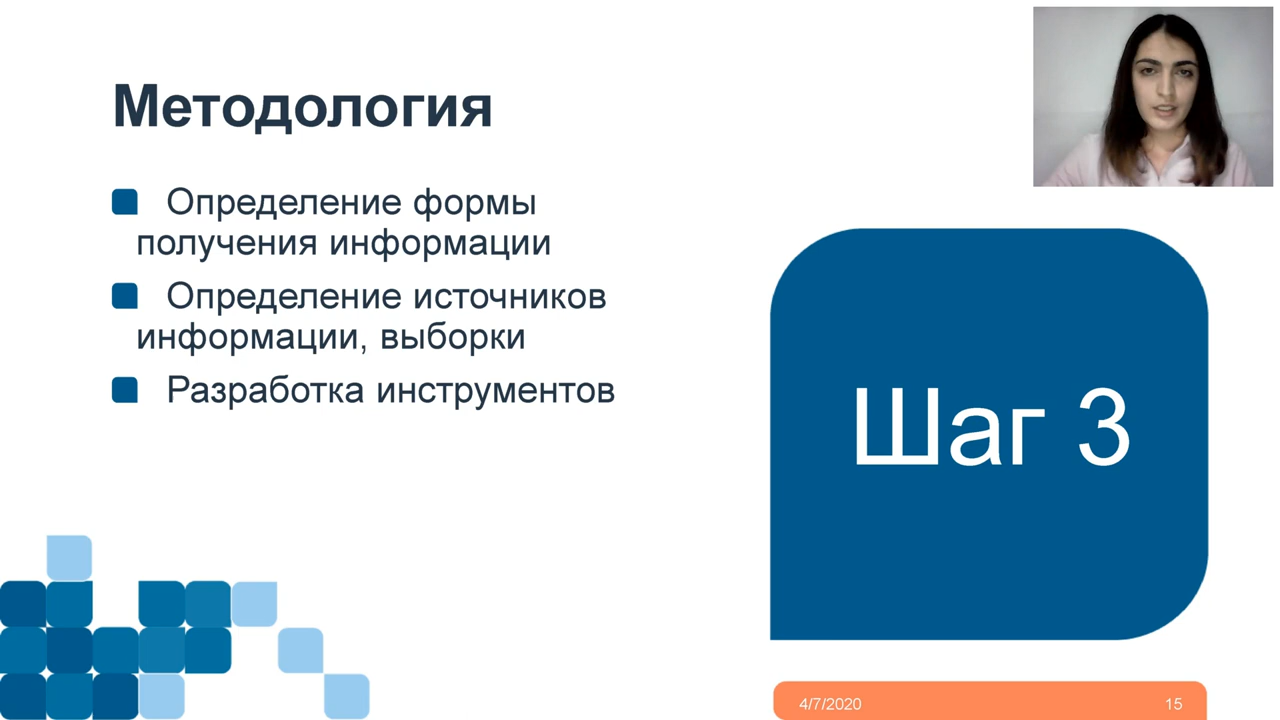 Методология
Определение формы
получения информации
Определение источников
информации, выборки
Разработка инструментов
Шаг 3
4/7/2020
15